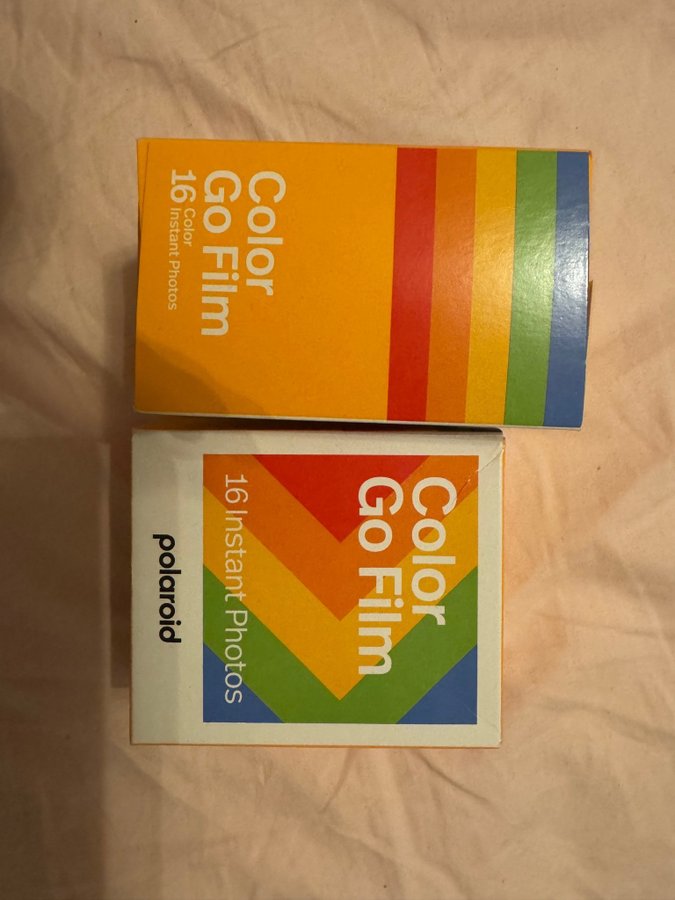 Color
Go Film
16 Color
Instant Photos
Color
Go Film
16 Instant Photos
polaroid